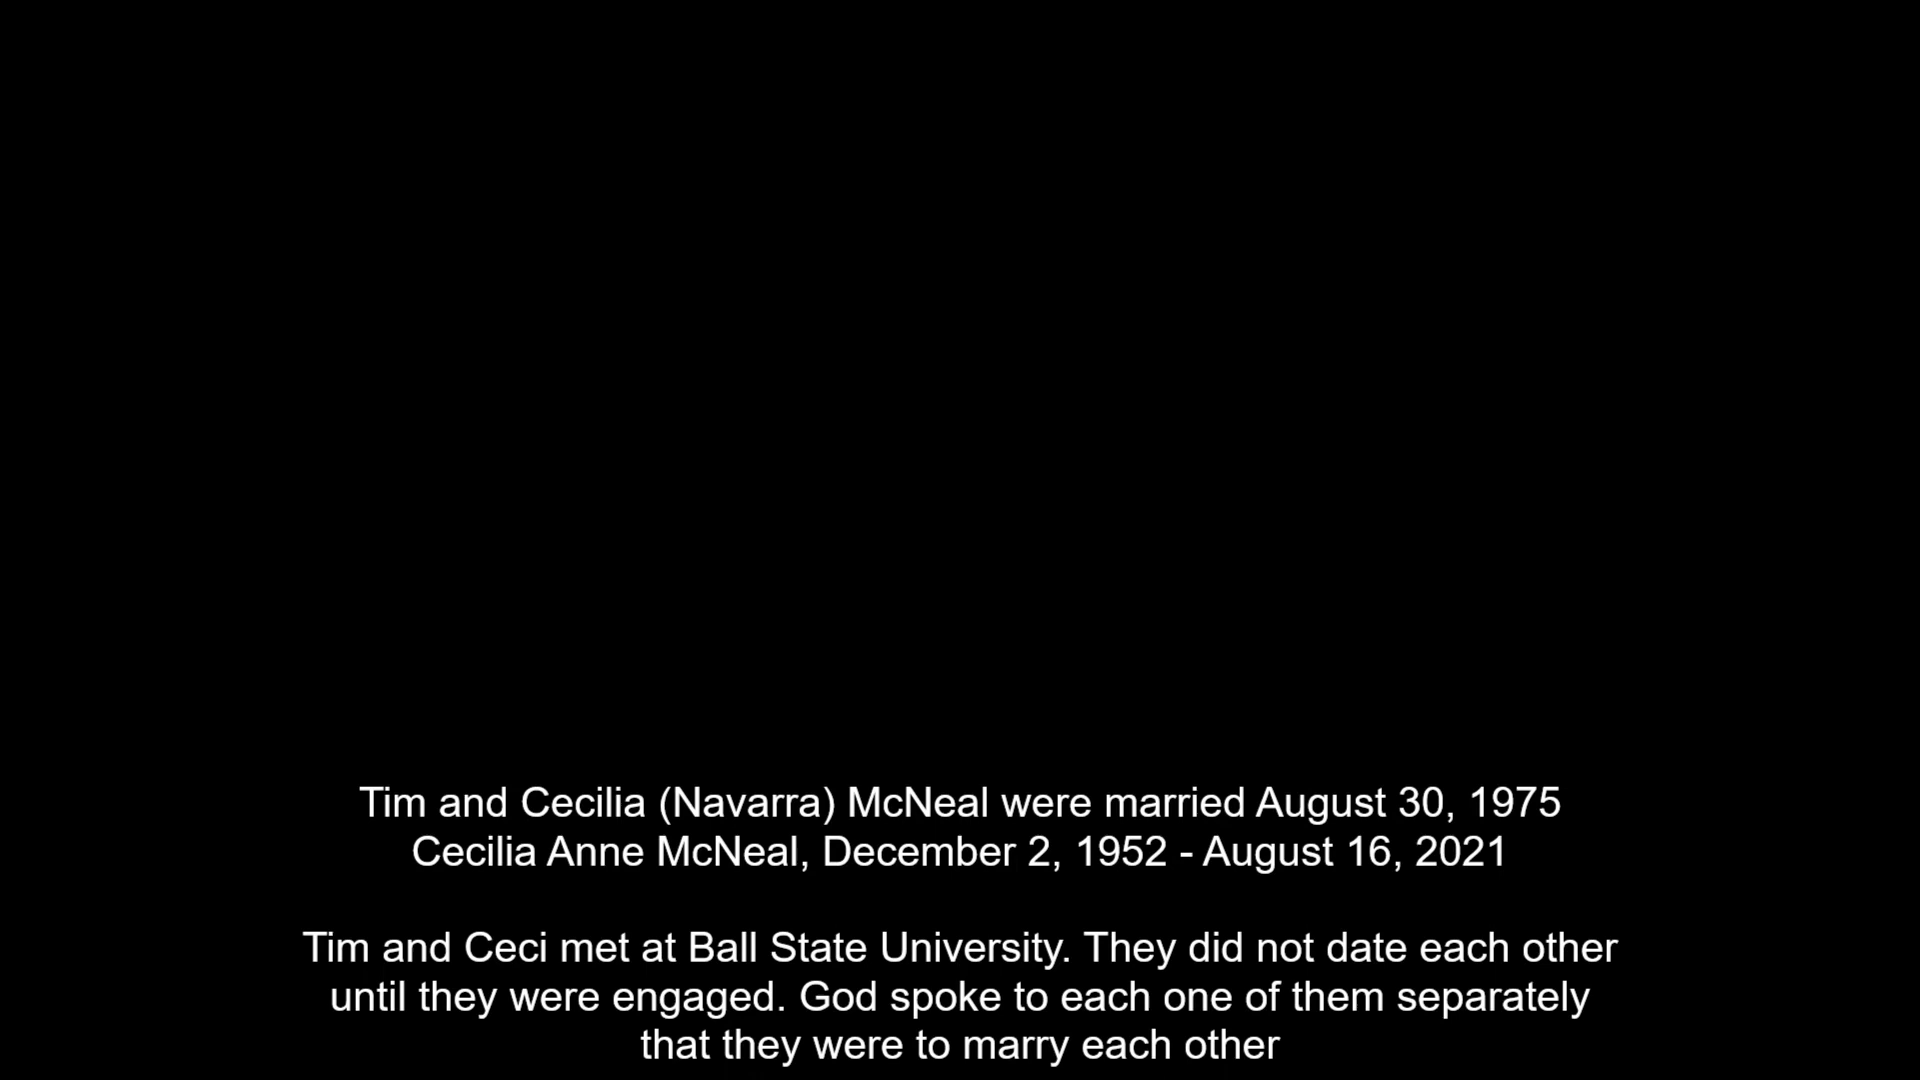 Tim and Cecilia (Navarra) McNeal were married August 30, 1975
Cecilia Anne McNeal, December 2, 1952 - August 16, 2021
Tim and Ceci met at Ball State University. They did not date each other
until they were engaged. God spoke to each one of them separately
that they were to marry each other